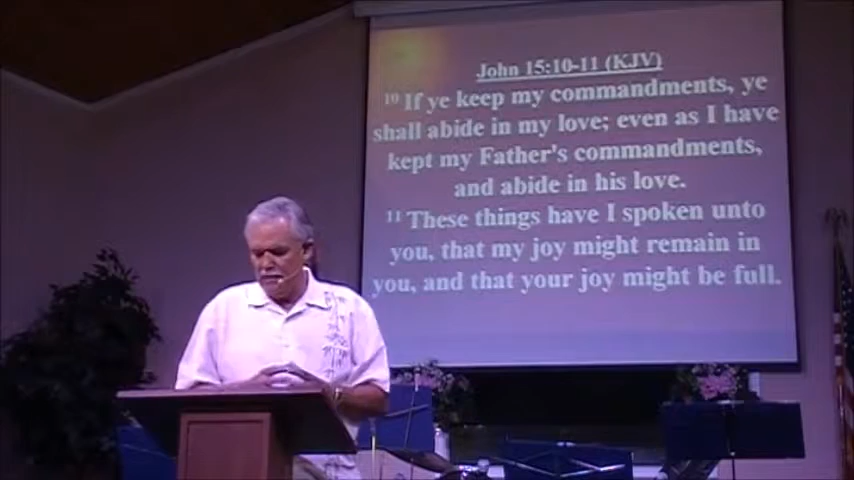 John 15:10-11 (KJV)
10 If ye keep my commandments, ye
shall abide in my love; even as I have
kept my Father's commandments,
and abide in his love.
11 These things have I spoken unto
you, that my joy might remain in
you, and that your joy might be full.